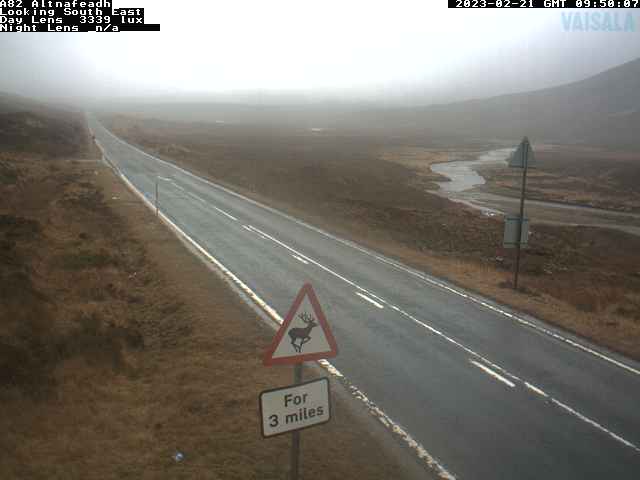 A82 Altnafeadh
Looking South East
Day Lens 3339 lux
Night Lens n/a
2023-02-21 GMT 09:50:07
VAISALA
For
3 miles